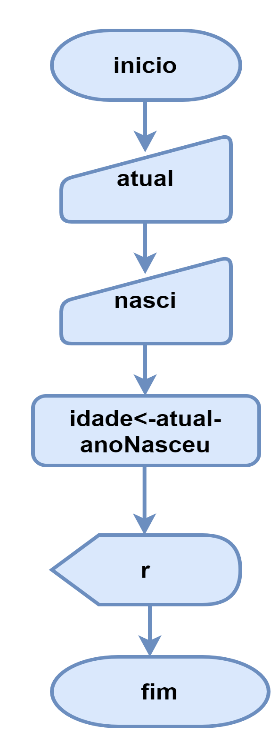 inicio
atual
nasci
idade<-atual-
anoNasceu
r
fim